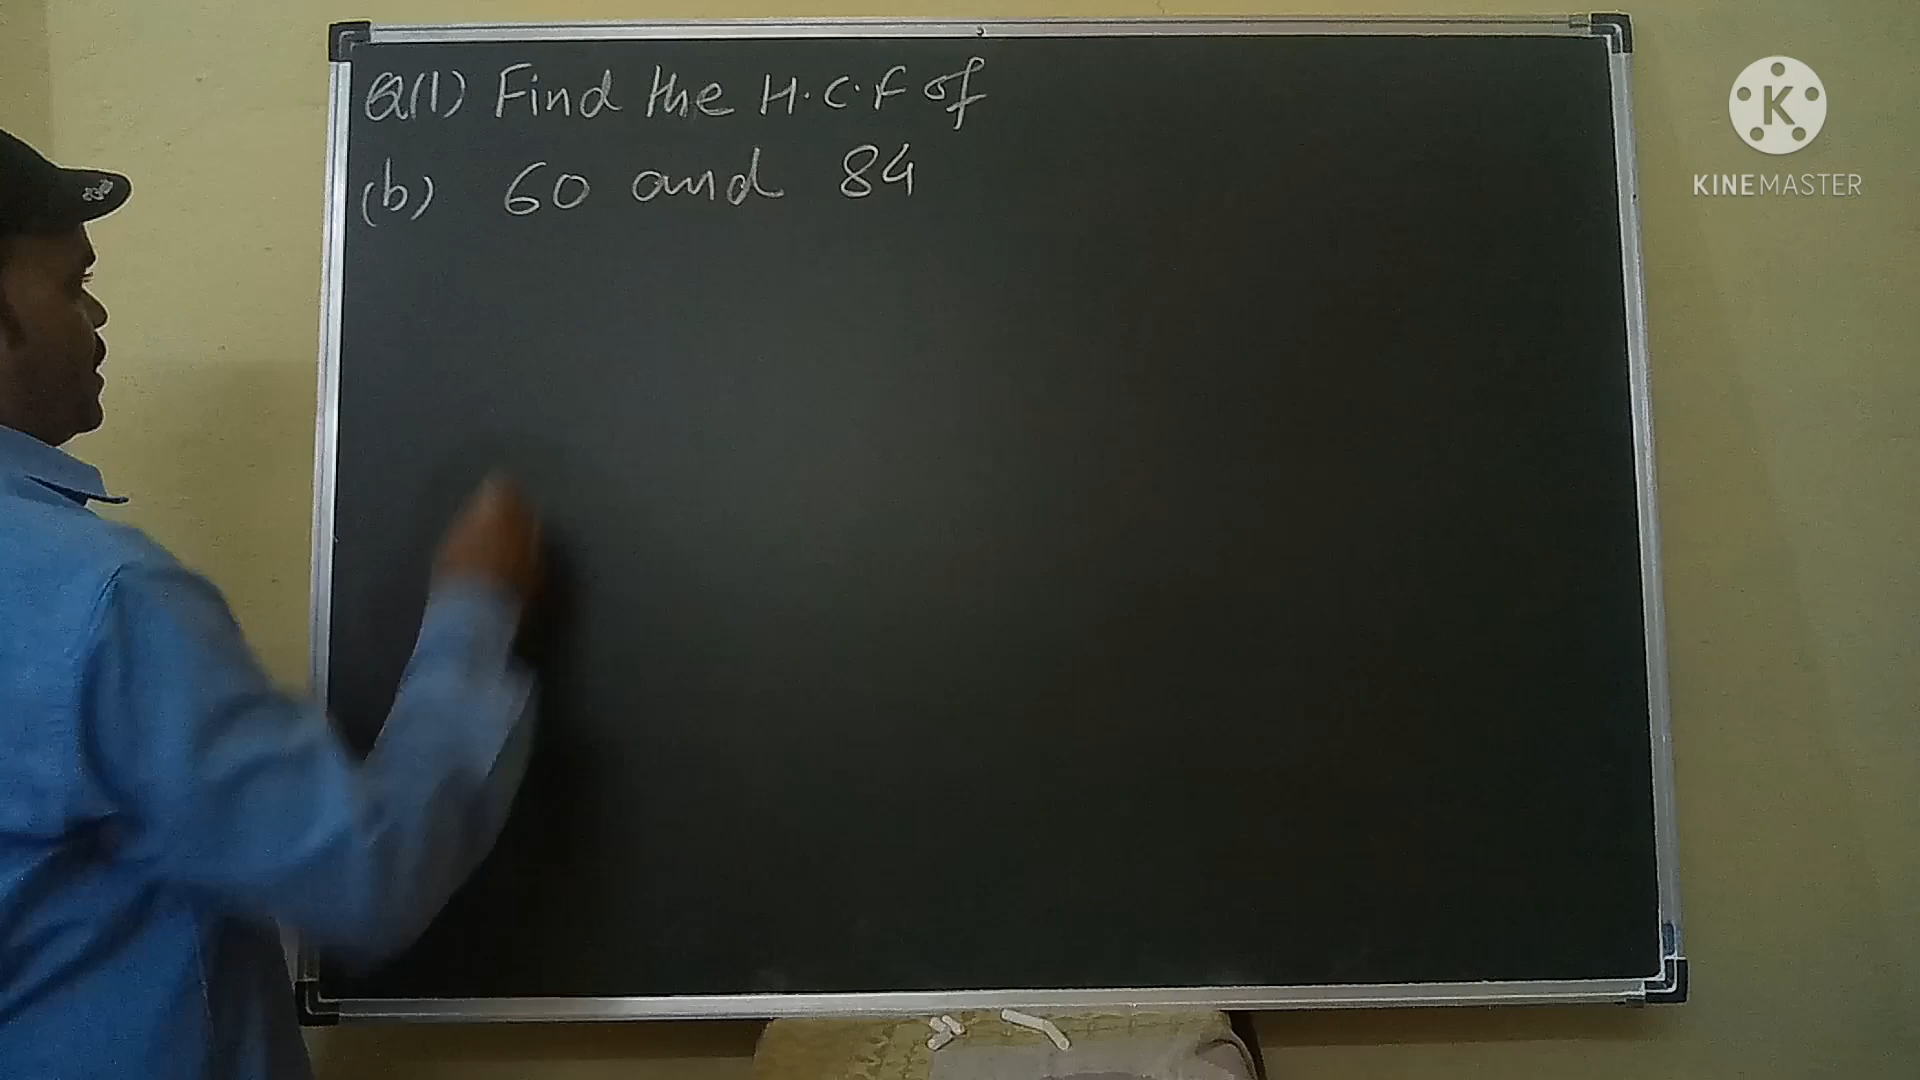 Q(1) Find the H.C.F of
(b) 60 and 84
K
KINEMASTER